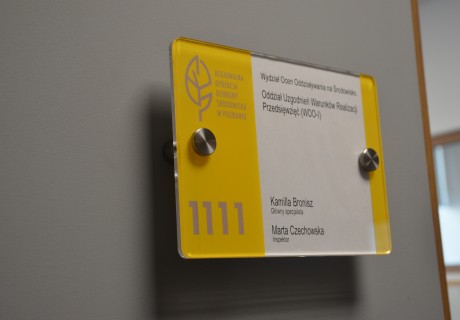 REGIONALNA
DYREKCJA
OCHRONY
ŚRODOWISKA
W POZNANIU
1111
Wydział Ocen Oddziaływania na Środowisko
Oddział Uzgodnień Warunków Realizacji
Przedsięwzięć (WOO-I)
Kamilla Bronisz
Główny specjalista
Marta Czechowska
Inspektor